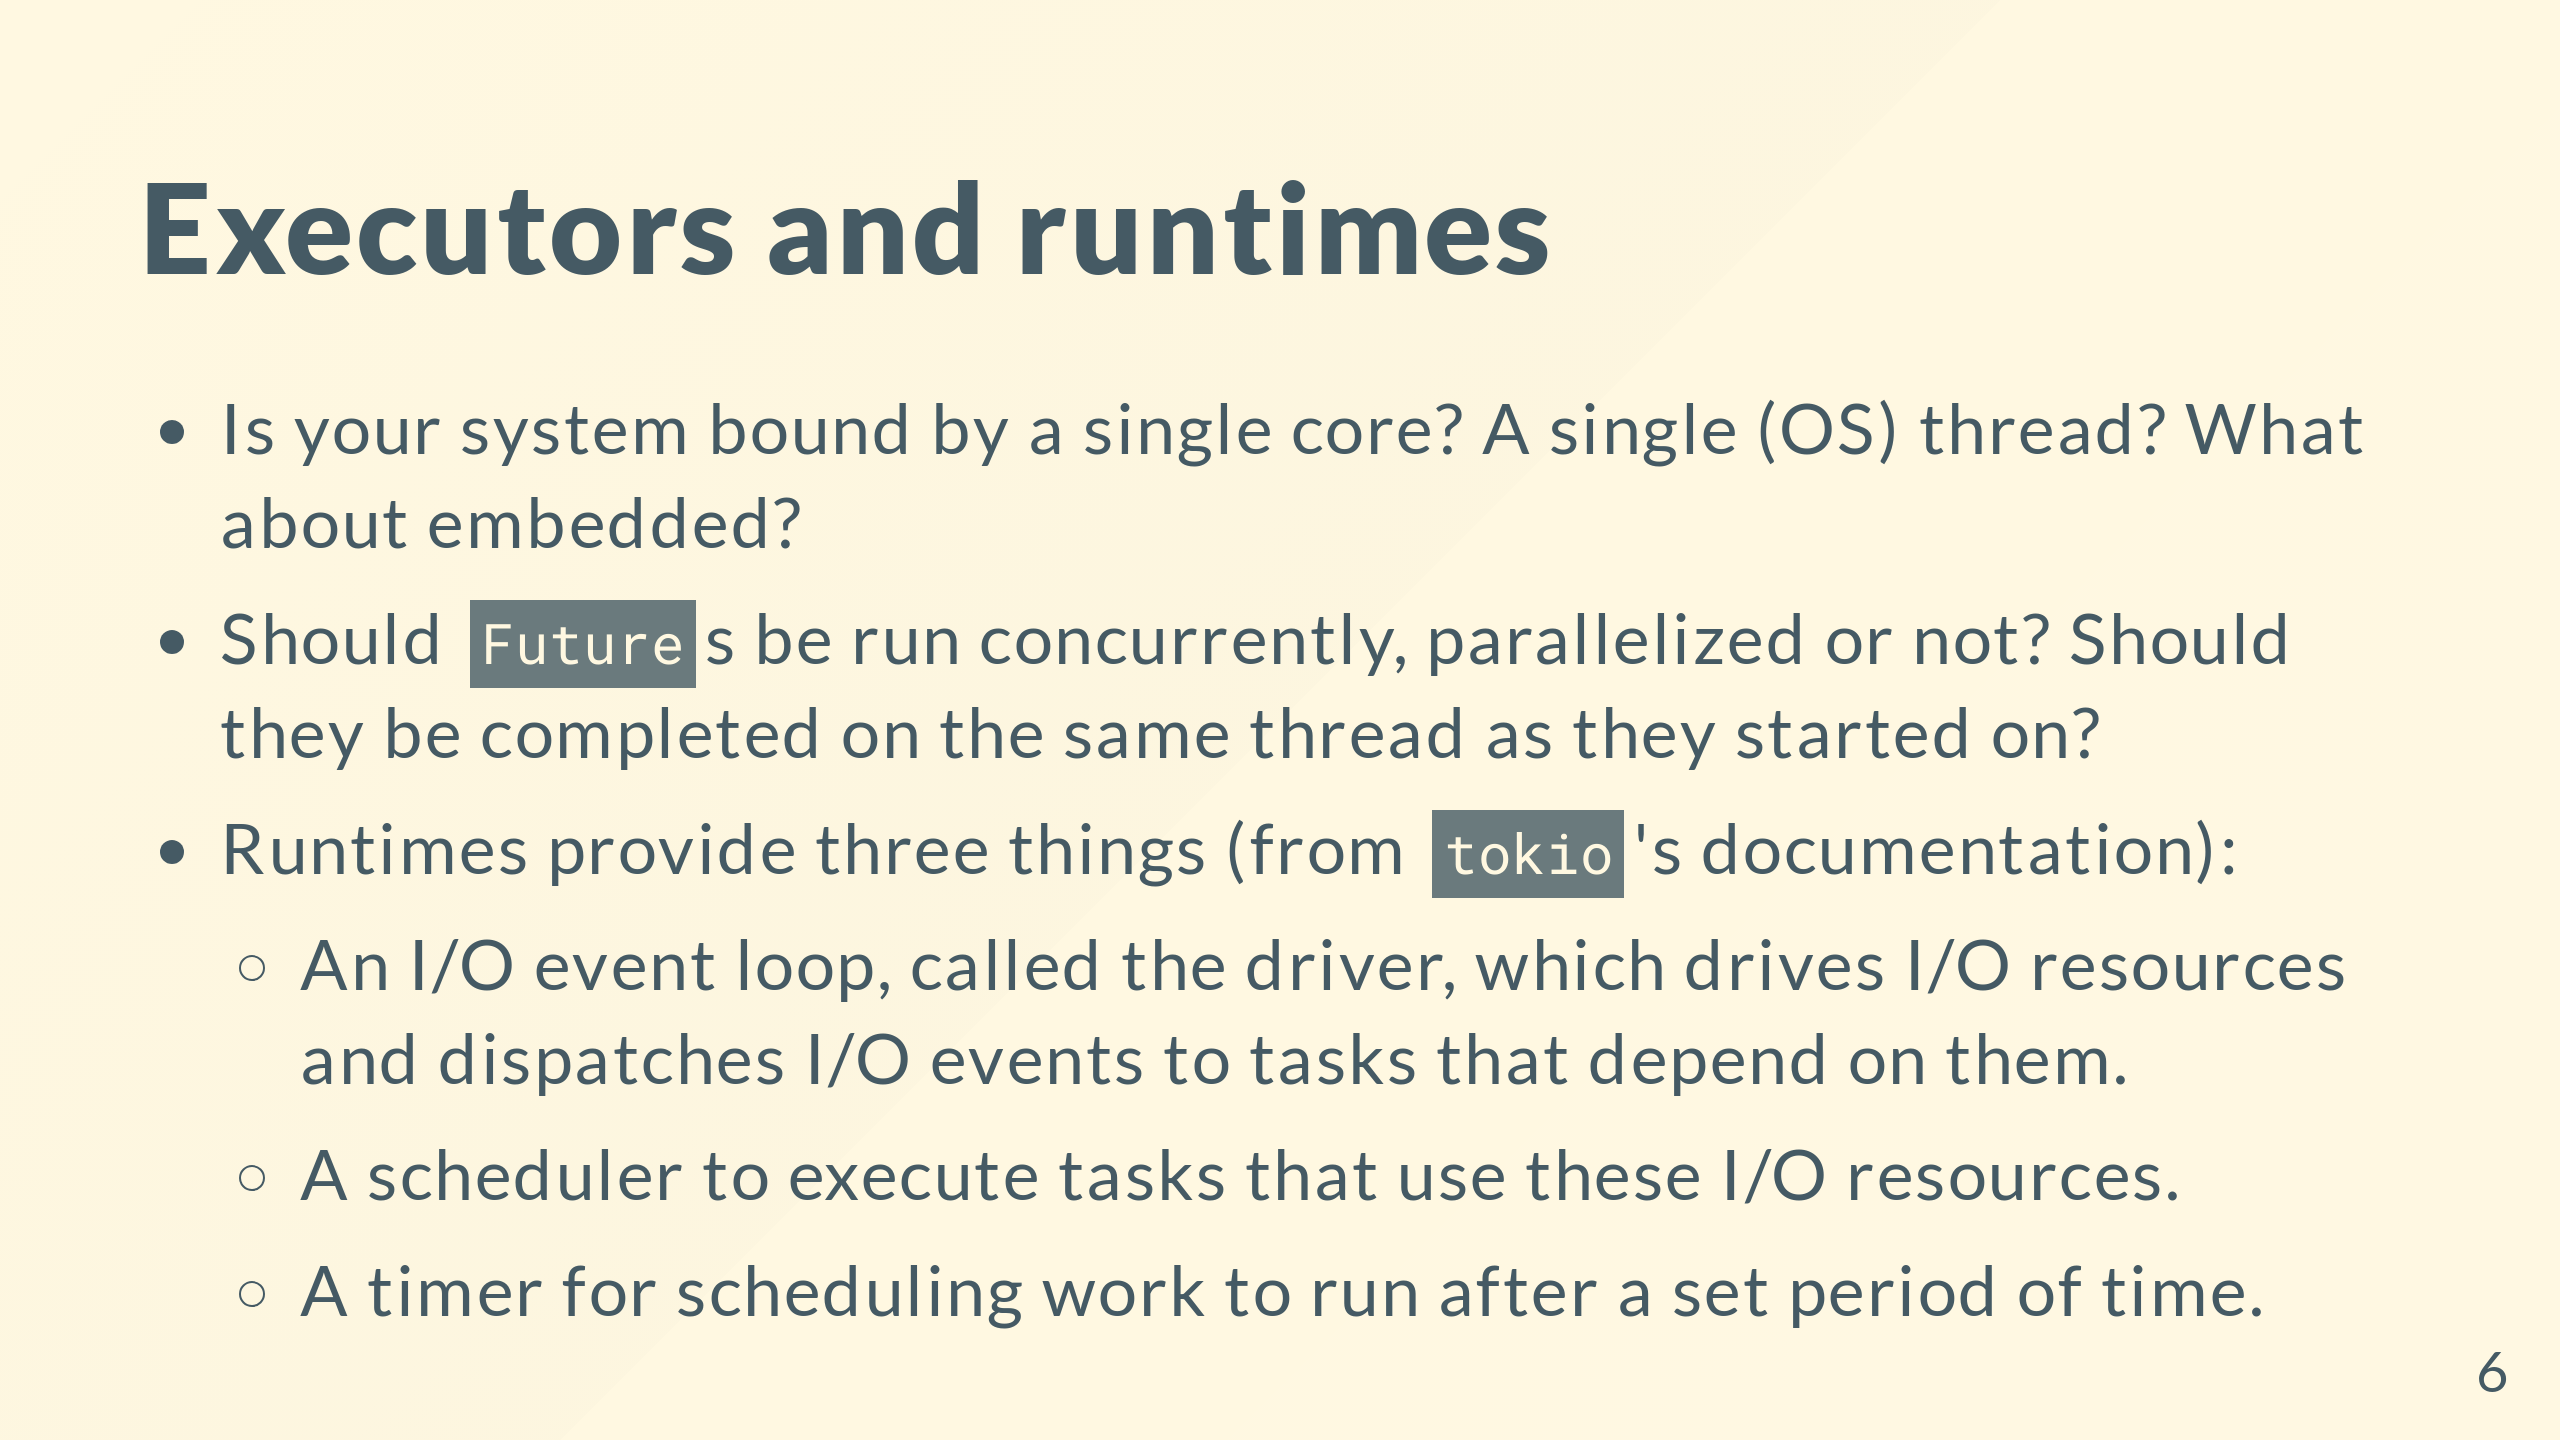 Executors and runtimes
• Is your system bound by a single core? A single (OS) thread? What
about embedded?
• Should Futures be run concurrently, parallelized or not? Should
they be completed on the same thread as they started on?
• Runtimes provide three things (from tokio's documentation):
○ An I/O event loop, called the driver, which drives I/O resources
and dispatches I/O events to tasks that depend on them.
○ A scheduler to execute tasks that use these I/O resources.
○ A timer for scheduling work to run after a set period of time.
6